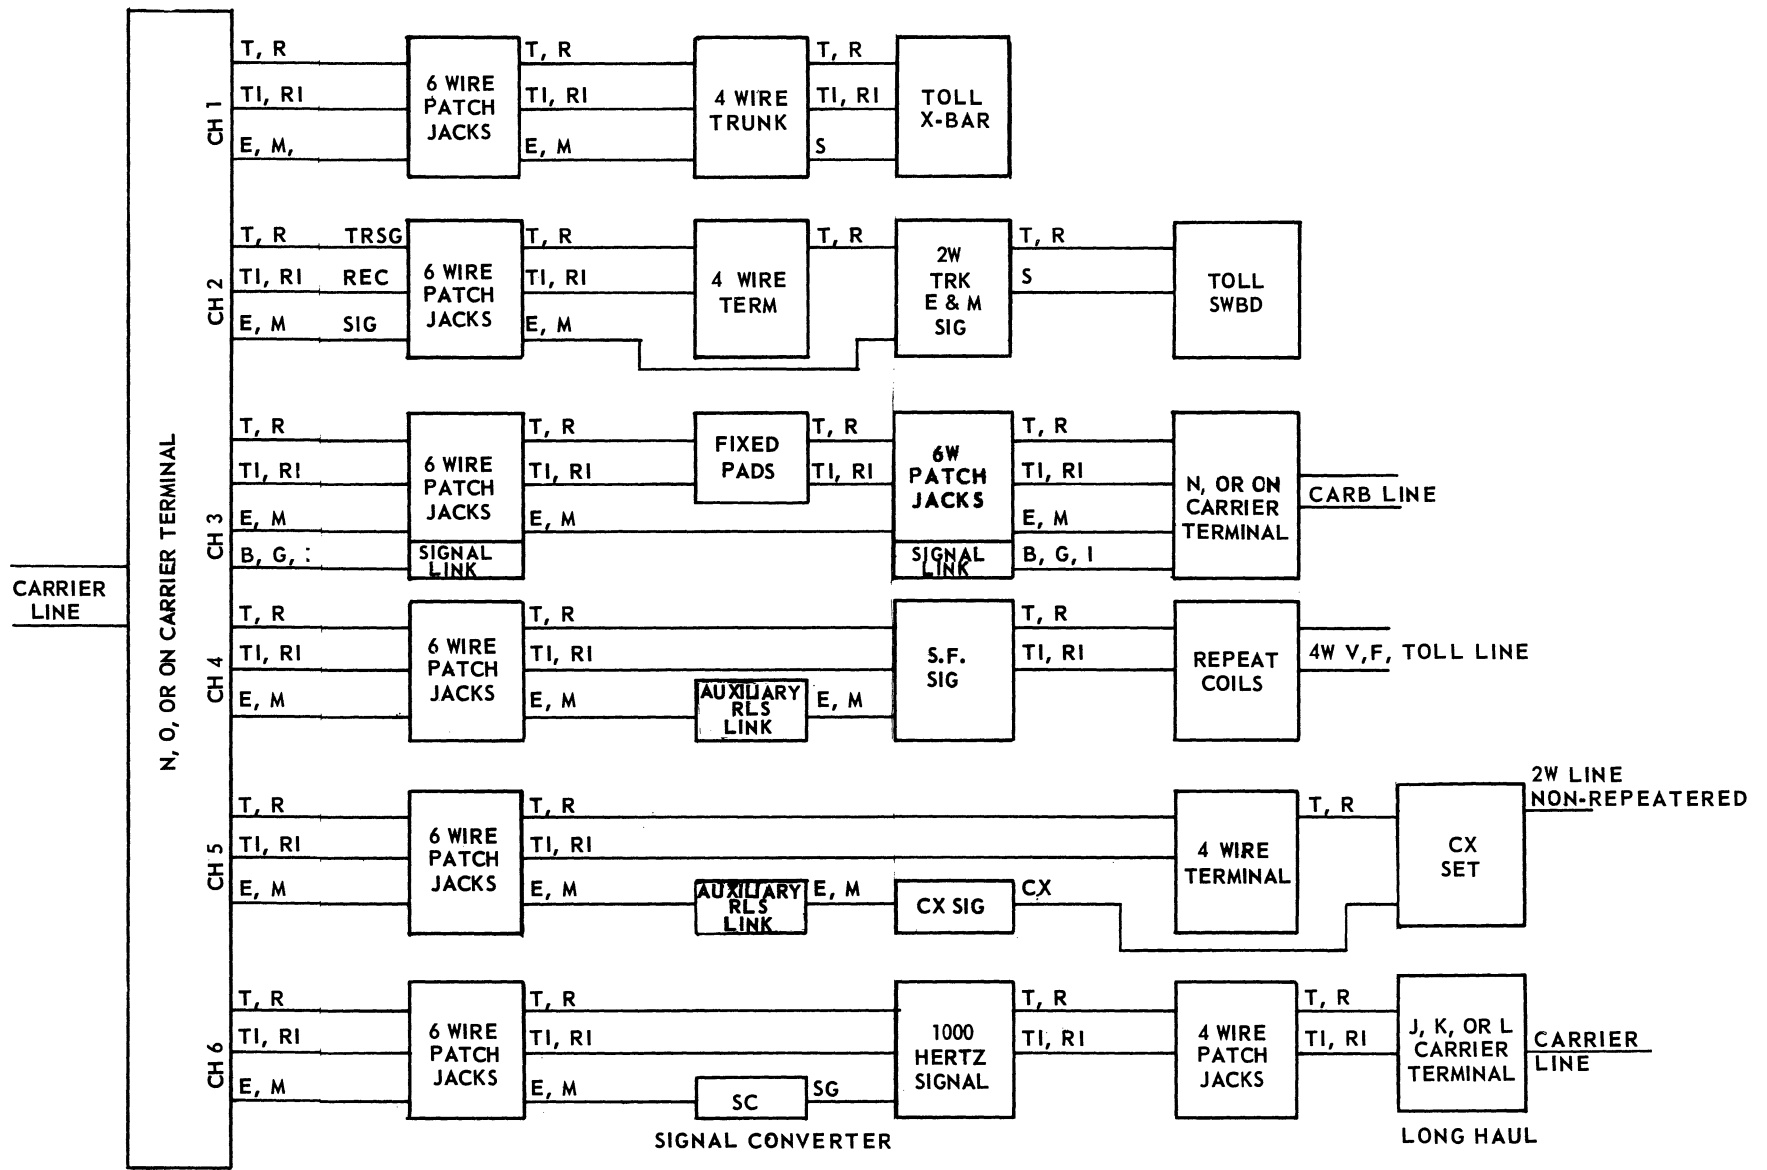 CARRIER
LINE
N, O, OR ON CARRIER TERMINAL
CH 1
T, R
TI, RI
E, M,
6 WIRE
PATCH
JACKS
T, R
TI, RI
E, M
4 WIRE
TRUNK
T, R
TI, RI
S
TOLL
X-BAR
CH 2
T, R
TRSG
TI, RI
REC
E, M
SIG
6 WIRE
PATCH
JACKS
T, R
TI, RI
E, M
4 WIRE
TERM
T, R
2W
TRK
E & M
SIG
T, R
S
TOLL
SWBD
CH 3
T, R
TI, RI
E, M
B, G, :
6 WIRE
PATCH
JACKS
SIGNAL
LINK
T, R
TI, RI
E, M
FIXED
PADS
T, R
TI, RI
6W
PATCH
JACKS
SIGNAL
LINK
T, R
TI, RI
E, M
B, G, I
N, OR ON
CARRIER
TERMINAL
CARB LINE
CH 4
T, R
TI, RI
E, M
6 WIRE
PATCH
JACKS
T, R
TI, RI
E, M
AUXILIARY
RLS
LINK
E, M
S.F.
SIG
T, R
TI, RI
REPEAT
COILS
4W V,F, TOLL LINE
CH 5
T, R
TI, RI
E, M
6 WIRE
PATCH
JACKS
T, R
TI, RI
E, M
AUXILIARY
RLS
LINK
E, M
CX SIG
CX
4 WIRE
TERMINAL
T, R
CX
SET
2W LINE
NON-REPEATERED
CH 6
T, R
TI, RI
E, M
6 WIRE
PATCH
JACKS
T, R
TI, RI
E, M
SC
SG
SIGNAL CONVERTER
1000
HERTZ
SIGNAL
T, R
TI, RI
4 WIRE
PATCH
JACKS
T, R
TI, RI
J, K, OR L
CARRIER
TERMINAL
CARRIER
LINE
LONG HAUL